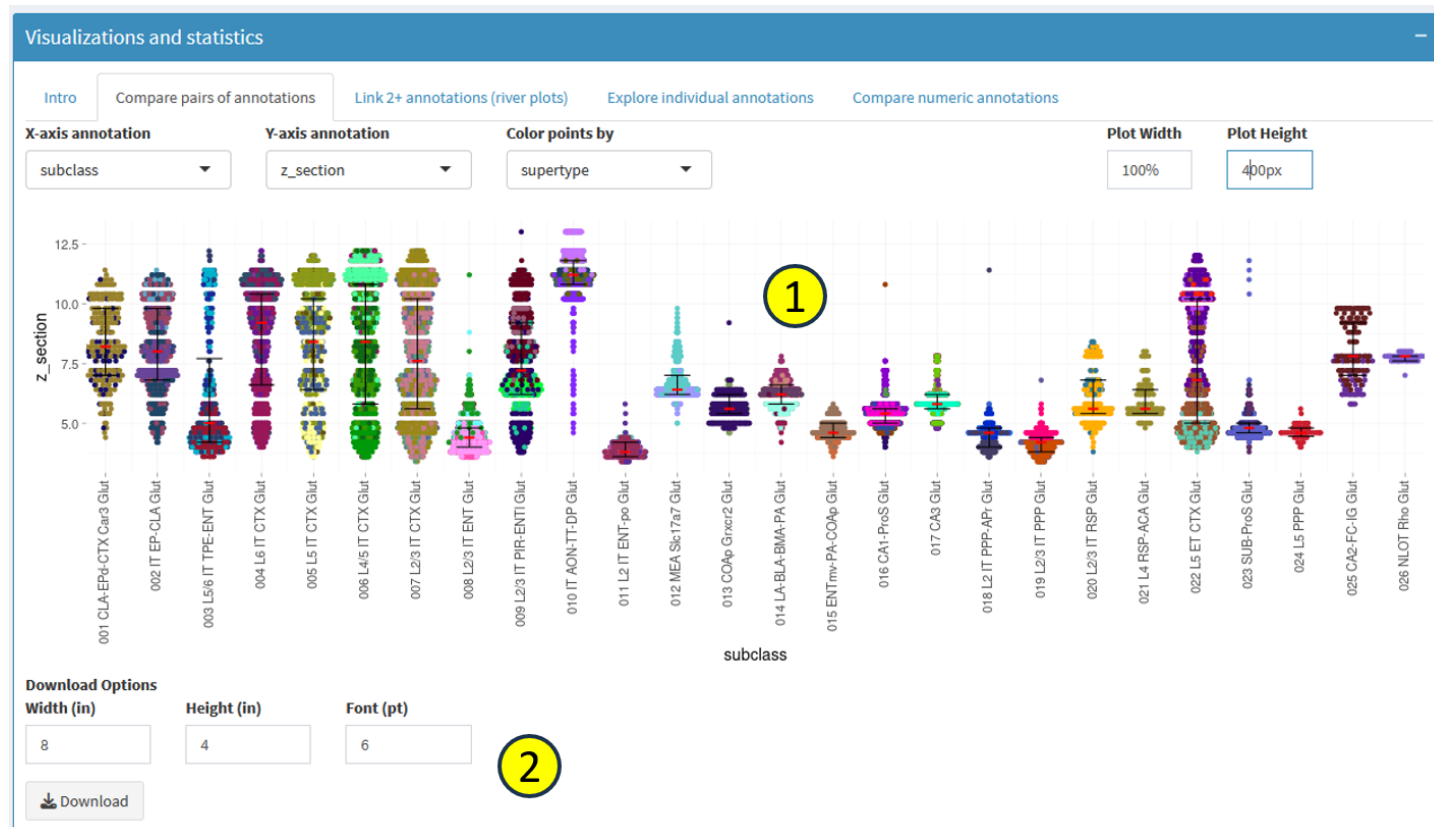 Visualizations and statistics
Intro
Compare pairs of annotations
Link 2+ annotations (river plots)
Explore individual annotations
Compare numeric annotations
X-axis annotation
Y-axis annotation
Color points by
Plot Width
Plot Height
subclass
z_section
supertype
100%
400px
12.5
10.0
7.5
5.0
z_section
1
001 CLA-EPd-CTX Car3 Glut
002 IT EP-CLA Glut
003 L5/6 IT TPE-ENT Glut
004 L6 IT CTX Glut
005 L5 IT CTX Glut
006 L4/5 IT CTX Glut
007 L2/3 IT CTX Glut
008 L2/3 IT ENT Glut
009 L2/3 IT PIR-ENTl Glut
010 IT AON-TT-DP Glut
011 L2 IT ENT-po Glut
012 MEA Slc17a7 Glut
013 COAp Grxcr2 Glut
014 LA-BLA-BMA-PA Glut
015 ENTmv-PA-COAp Glut
016 CA1-ProS Glut
017 CA3 Glut
018 L2 IT PPP-APr Glut
019 L2/3 IT PPP Glut
020 L2/3 IT RSP Glut
021 L4 RSP-ACA Glut
022 L5 ET CTX Glut
023 SUB-ProS Glut
024 L5 PPP Glut
025 CA2-FC-IG Glut
026 NLOT Rho Glut
subclass
Download Options
Width (in)
Height (in)
Font (pt)
8
4
6
2
Download